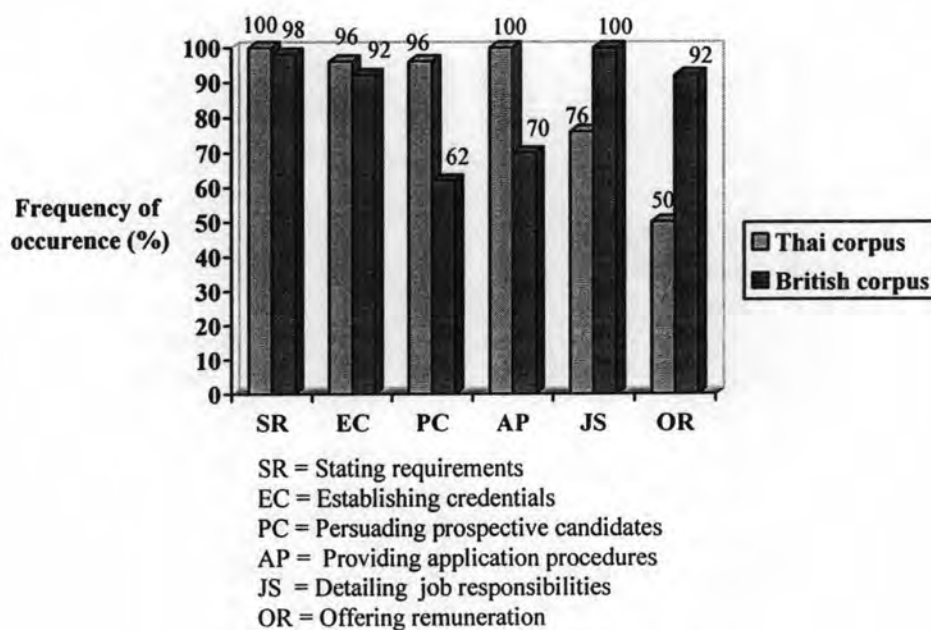 100 98 96 92 96 62 100 70 76 100 50 92
100
90
80
70
60
50
40
30
20
10
0
Frequency of
occurence (%)
Thai corpus
British corpus
SR EC PC AP JS OR
SR = Stating requirements
EC = Establishing credentials
PC = Persuading prospective candidates
AP = Providing application procedures
JS = Detailing job responsibilities
OR = Offering remuneration